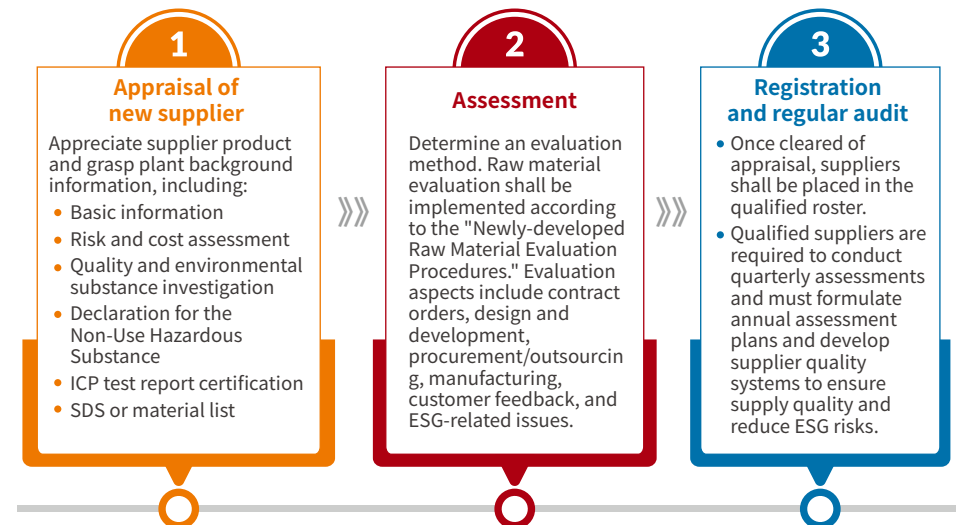 1
Appraisal of
new supplier
Appreciate supplier product
and grasp plant background
information, including:
• Basic information
• Risk and cost assessment
• Quality and environmental
substance investigation
• Declaration for the
Non-Use Hazardous
Substance
• ICP test report certification
• SDS or material list
2
Assessment
Determine an evaluation
method. Raw material
evaluation shall be
implemented according
to the "Newly-developed
Raw Material Evaluation
Procedures." Evaluation
aspects include contract
orders, design and
development,
procurement/outsourcin
g, manufacturing,
customer feedback, and
ESG-related issues.
3
Registration
and regular audit
• Once cleared of
appraisal, suppliers
shall be placed in the
qualified roster.
• Qualified suppliers are
required to conduct
quarterly assessments
and must formulate
annual assessment
plans and develop
supplier quality
systems to ensure
supply quality and
reduce ESG risks.